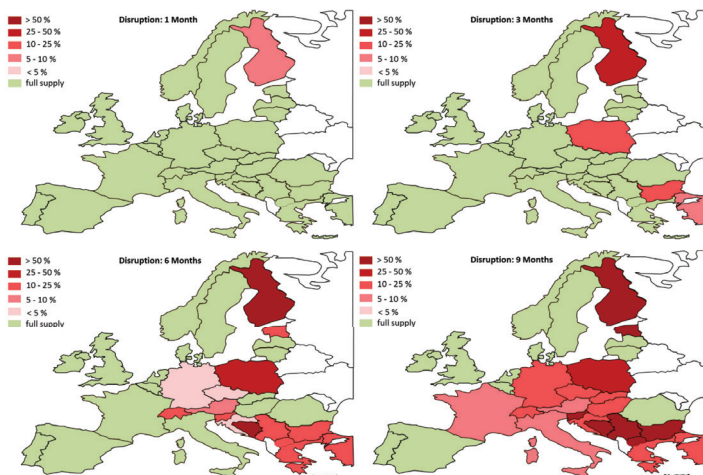 Disruption: 1 Month
> 50 %
25 - 50 %
10 - 25 %
5 - 10 %
< 5 %
full supply
Disruption: 3 Months
> 50 %
25 - 50 %
10 - 25 %
5 - 10 %
< 5 %
full supply
Disruption: 6 Months
> 50 %
25 - 50 %
10 - 25 %
5 - 10 %
< 5 %
full supply
Disruption: 9 Months
> 50 %
25 - 50 %
10 - 25 %
5 - 10 %
< 5 %
full supply